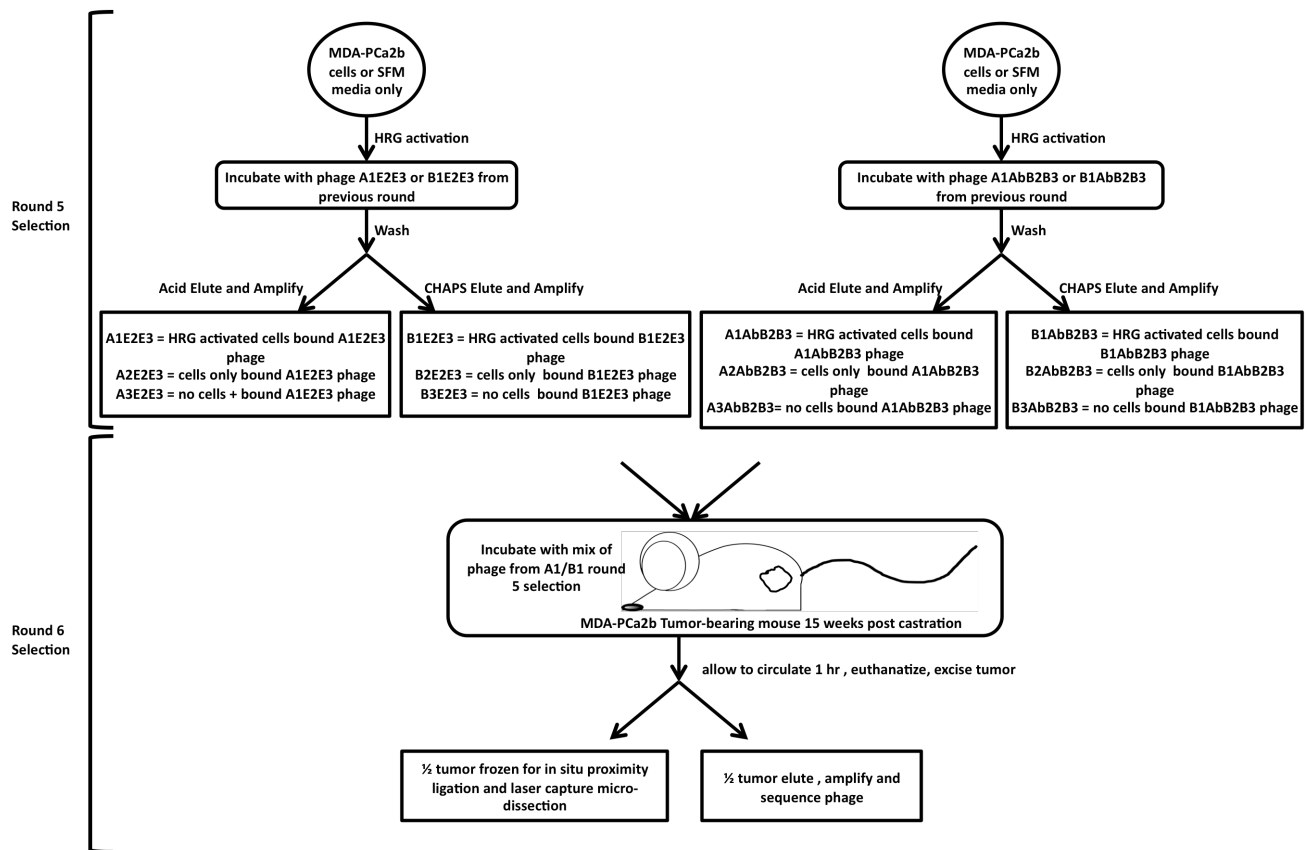 Round 5
Selection
MDA-PCa2b
cells or SFM
media only
HRG activation
Incubate with phage A1E2E3 or B1E2E3 from
previous round
Wash
Acid Elute and Amplify
CHAPS Elute and Amplify
A1E2E3 = HRG activated cells bound A1E2E3
phage
A2E2E3 = cells only bound A1E2E3 phage
A3E2E3 = no cells + bound A1E2E3 phage
B1E2E3 = HRG activated cells bound B1E2E3
phage
B2E2E3 = cells only bound B1E2E3 phage
B3E2E3 = no cells bound B1E2E3 phage
MDA-PCa2b
cells or SFM
media only
HRG activation
Incubate with phage A1AbB2B3 or B1AbB2B3
from previous round
Wash
Acid Elute and Amplify
CHAPS Elute and Amplify
A1AbB2B3 = HRG activated cells bound
A1AbB2B3 phage
A2AbB2B3 = cells only bound A1AbB2B3
phage
A3AbB2B3= no cells bound A1AbB2B3 phage
B1AbB2B3 = HRG activated cells bound
B1AbB2B3 phage
B2AbB2B3 = cells only bound B1AbB2B3
phage
B3AbB2B3 = no cells bound B1AbB2B3 phage
Round 6
Selection
Incubate with mix of
phage from A1/B1 round
5 selection
MDA-PCa2b Tumor-bearing mouse 15 weeks post castration
allow to circulate 1 hr , euthanatize, excise tumor
½ tumor frozen for in situ proximity
ligation and laser capture micro-
dissection
½ tumor elute , amplify and
sequence phage